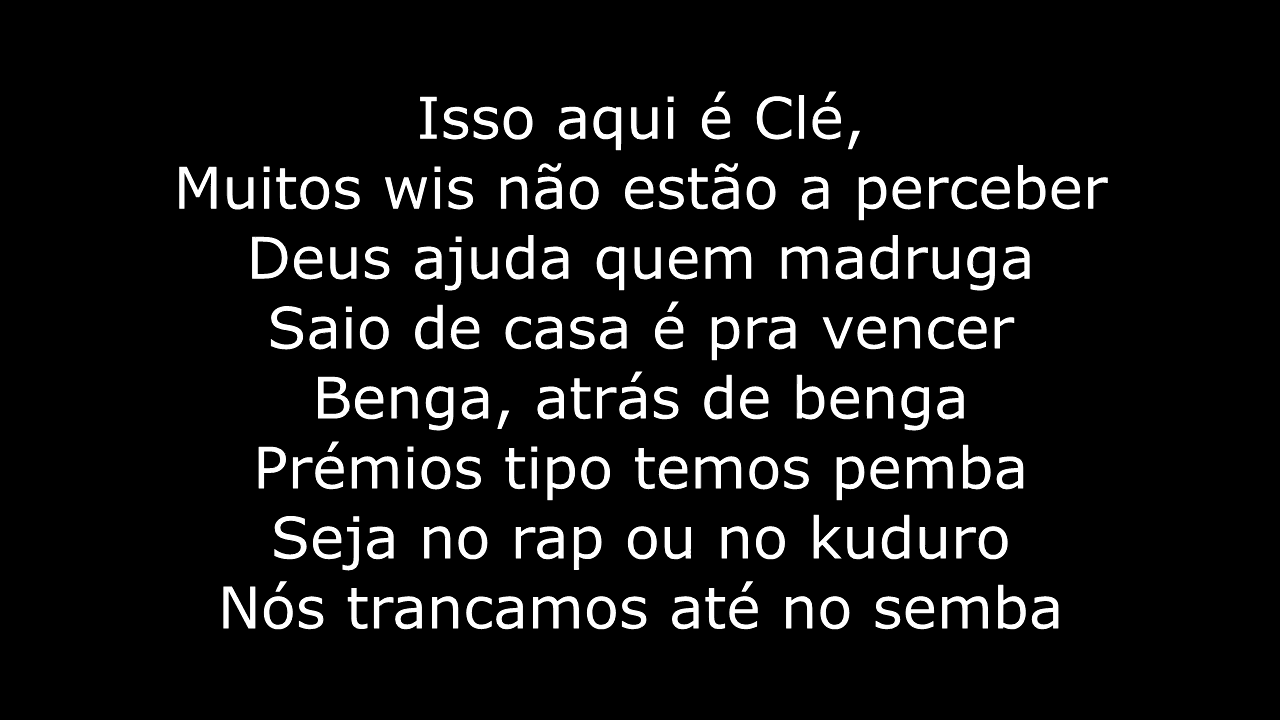 Isso aqui é Clé,
Muitos wis não estão a perceber
Deus ajuda quem madruga
Saio de casa é pra vencer
Benga, atrás de benga
Prémios tipo temos pemba
Seja no rap ou no kuduro
Nós trancamos até no semba